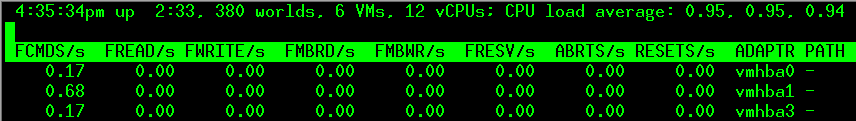 4:35:34pm up 2:33, 380 worlds, 6 VMs, 12 vCPUs; CPU load average: 0.95, 0.95, 0.94
FCMDS/s FREAD/s FWRITE/s FMBRD/s FMBWR/s FRESV/s ABRTS/s RESETS/s ADAPTR PATH
0.17 0.00 0.00 0.00 0.00 0.00 0.00 0.00 vmhba0 -
0.68 0.00 0.00 0.00 0.00 0.00 0.00 0.00 vmhba1 -
0.17 0.00 0.00 0.00 0.00 0.00 0.00 0.00 vmhba3 -